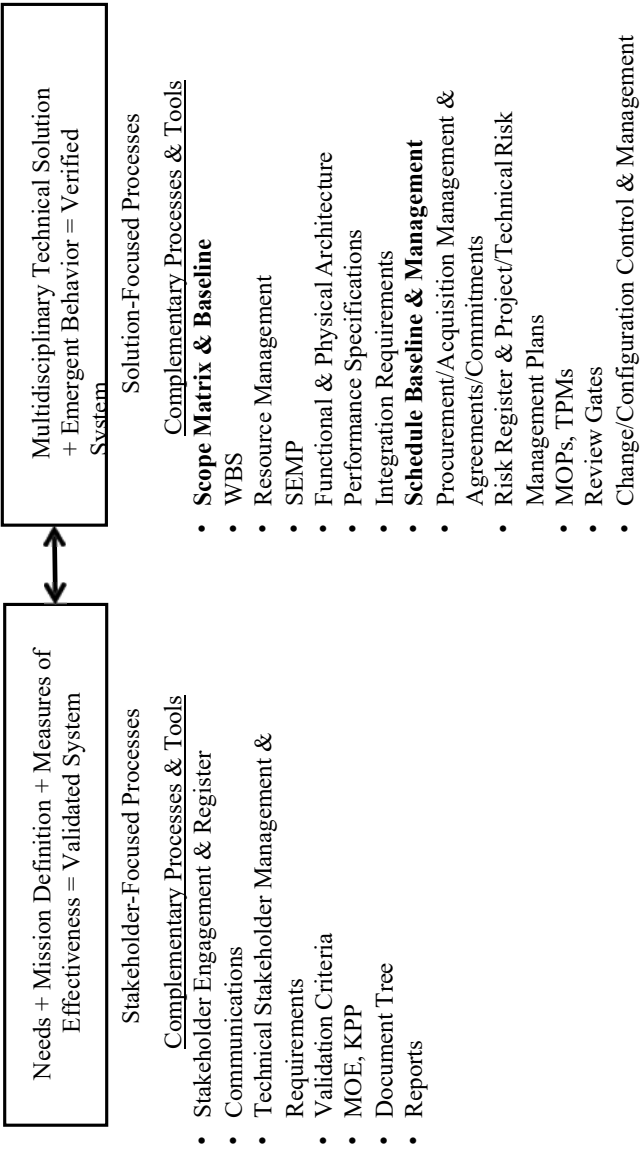 Needs + Mission Definition + Measures of
Effectiveness = Validated System
Stakeholder-Focused Processes
Complementary Processes & Tools
• Stakeholder Engagement & Register
• Communications
• Technical Stakeholder Management &
Requirements
• Validation Criteria
• MOE, KPP
• Document Tree
• Reports
Multidisciplinary Technical Solution
+ Emergent Behavior = Verified
System
Solution-Focused Processes
Complementary Processes & Tools
• Scope Matrix & Baseline
• WBS
• Resource Management
• SEMP
• Functional & Physical Architecture
• Performance Specifications
• Integration Requirements
• Schedule Baseline & Management
• Procurement/Acquisition Management &
Agreements/Commitments
• Risk Register & Project/Technical Risk
Management Plans
• MOPs, TPMs
• Review Gates
• Change/Configuration Control & Management